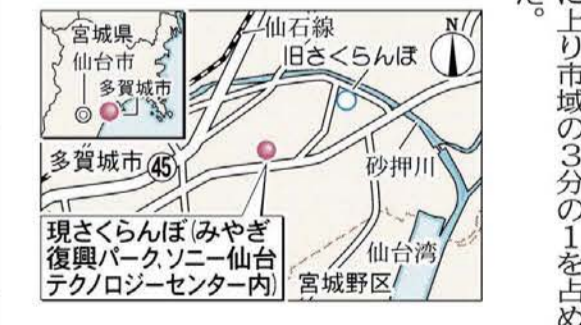 に上り市域の3分の1を占め
た。
宮城県
仙台市
多賀城市
仙石線
旧さくらんぼ
N
多賀城市
45
砂押川
現さくらんぼ(みやぎ
復興パーク、ソニー仙台
テクノロジーセンター内)
仙台湾
宮城野区